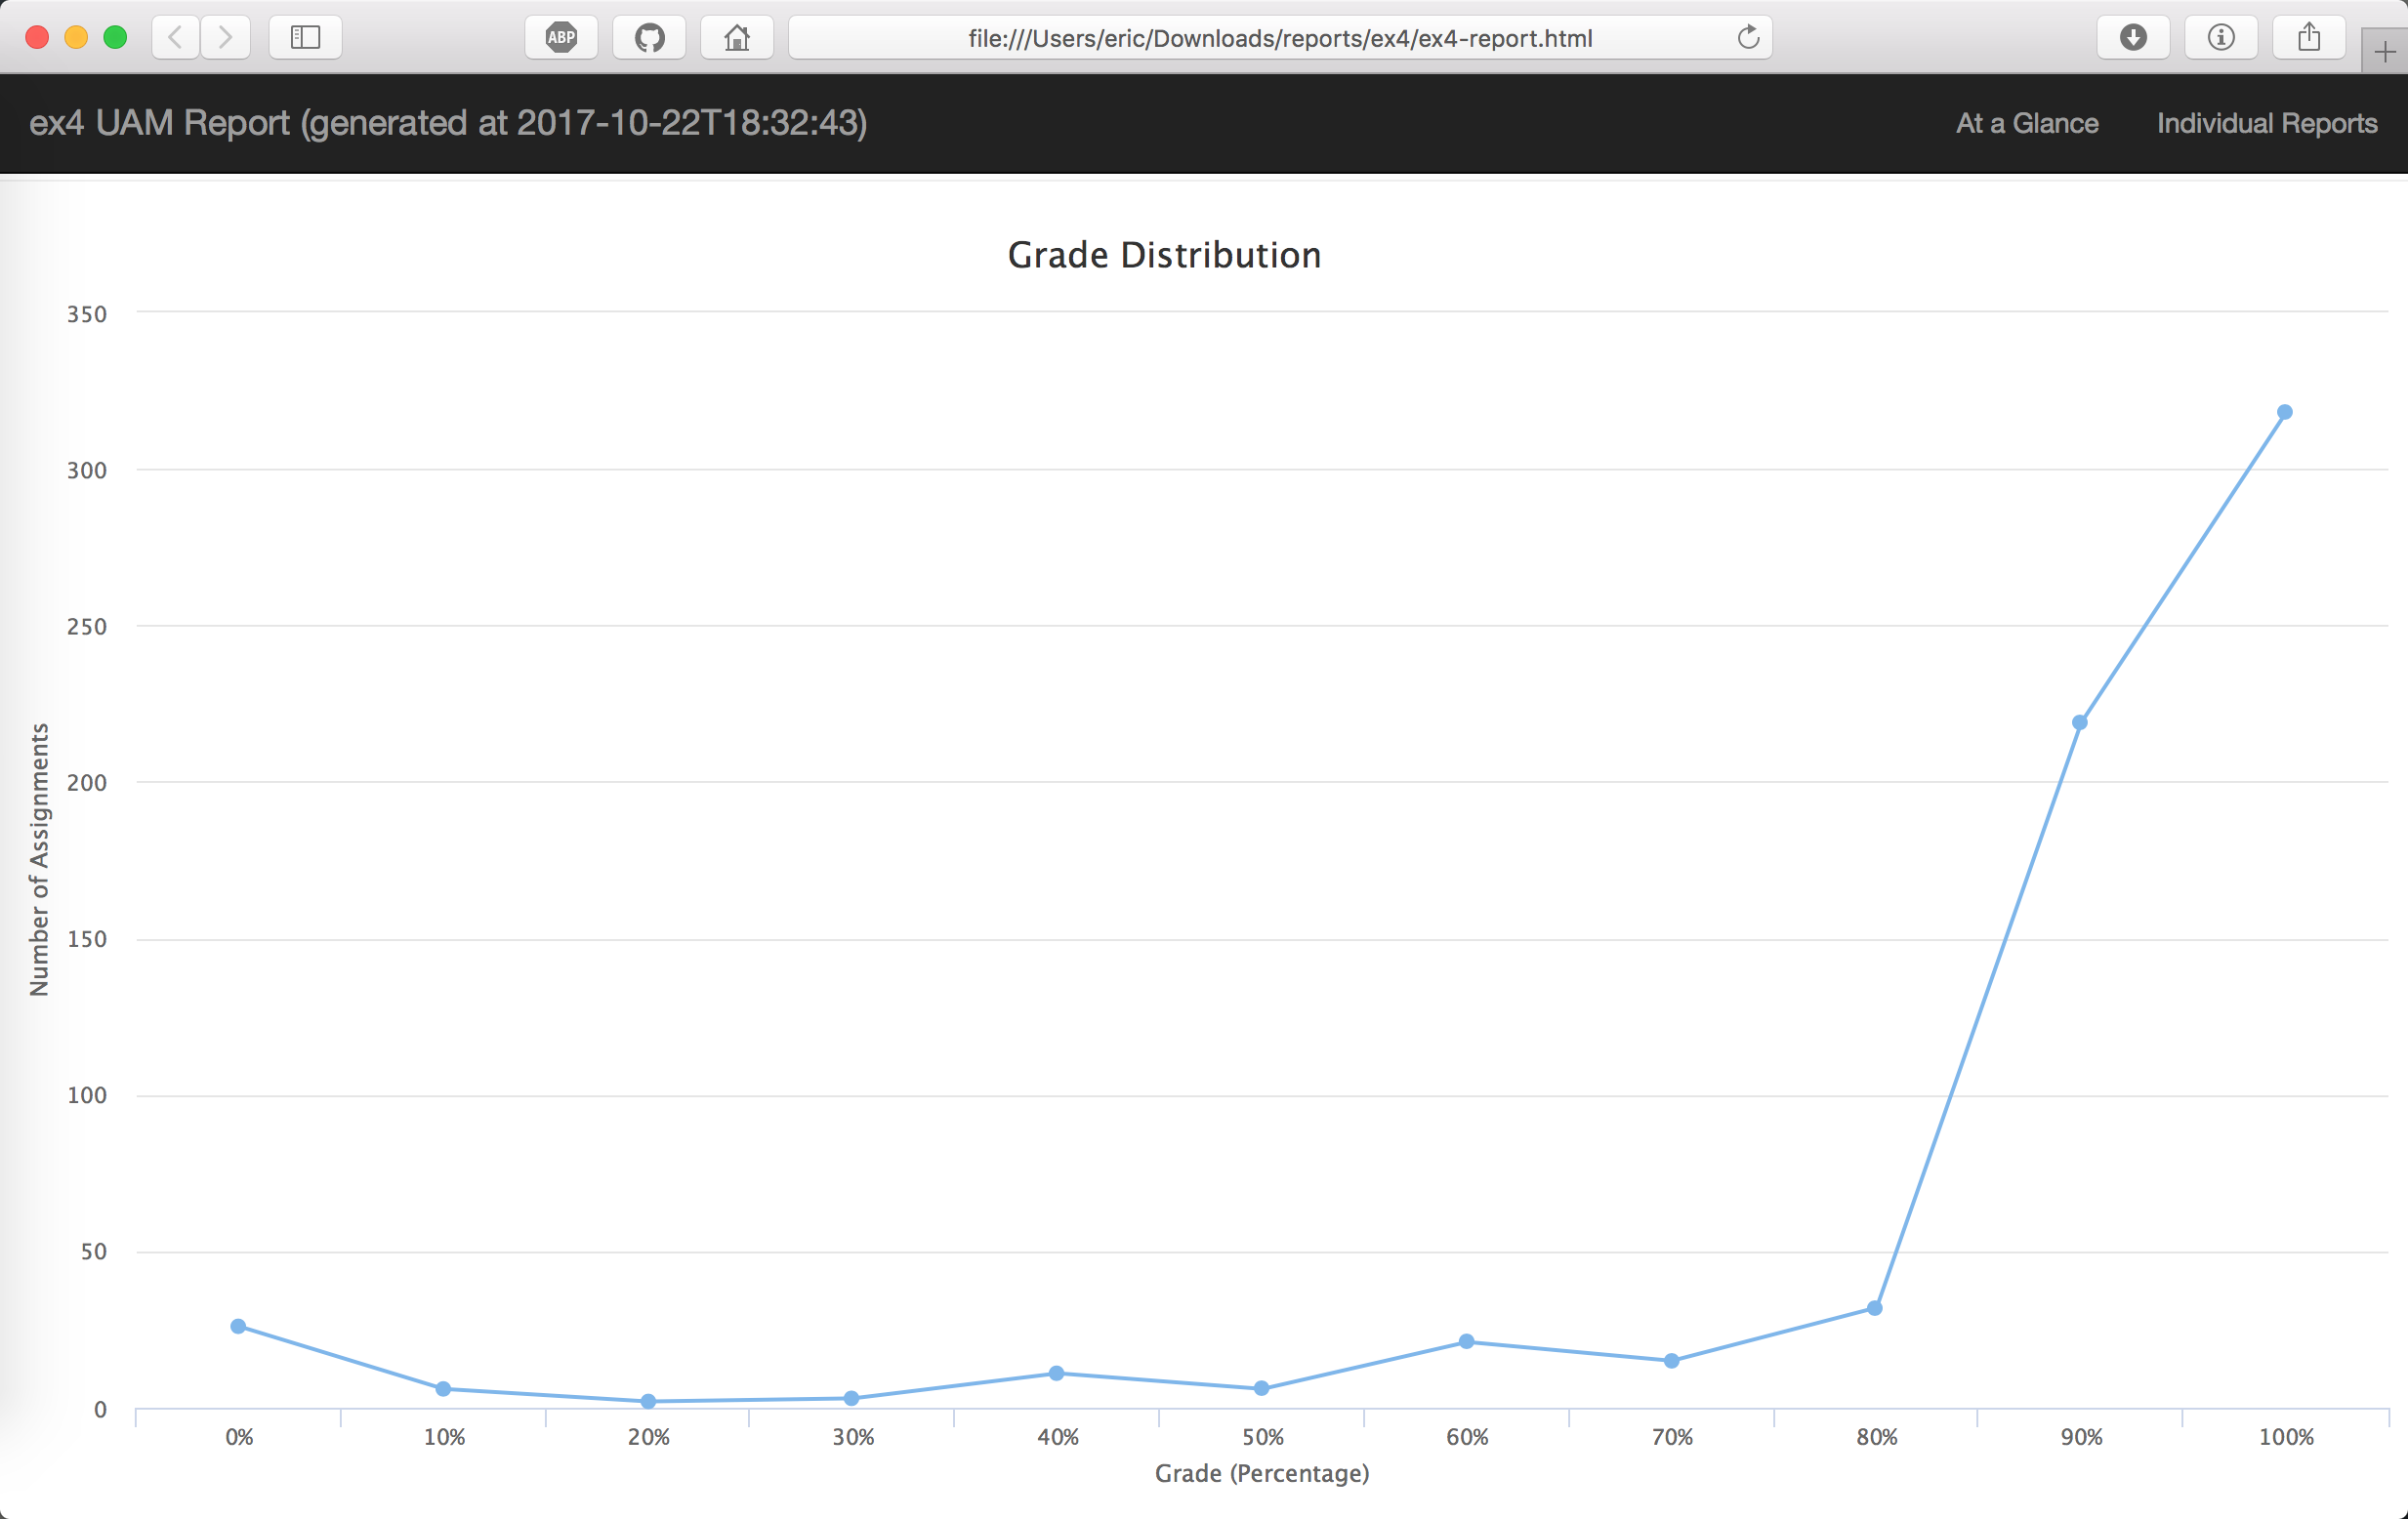 ABP
file:///Users/eric/Downloads/reports/ex4/ex4-report.html
ex4 UAM Report (generated at 2017-10-22T18:32:43)
At a Glance
Individual Reports
Grade Distribution
Number of Assignments
350
300
250
200
150
100
50
0
0% 10% 20% 30% 40% 50% 60% 70% 80% 90% 100%
Grade (Percentage)